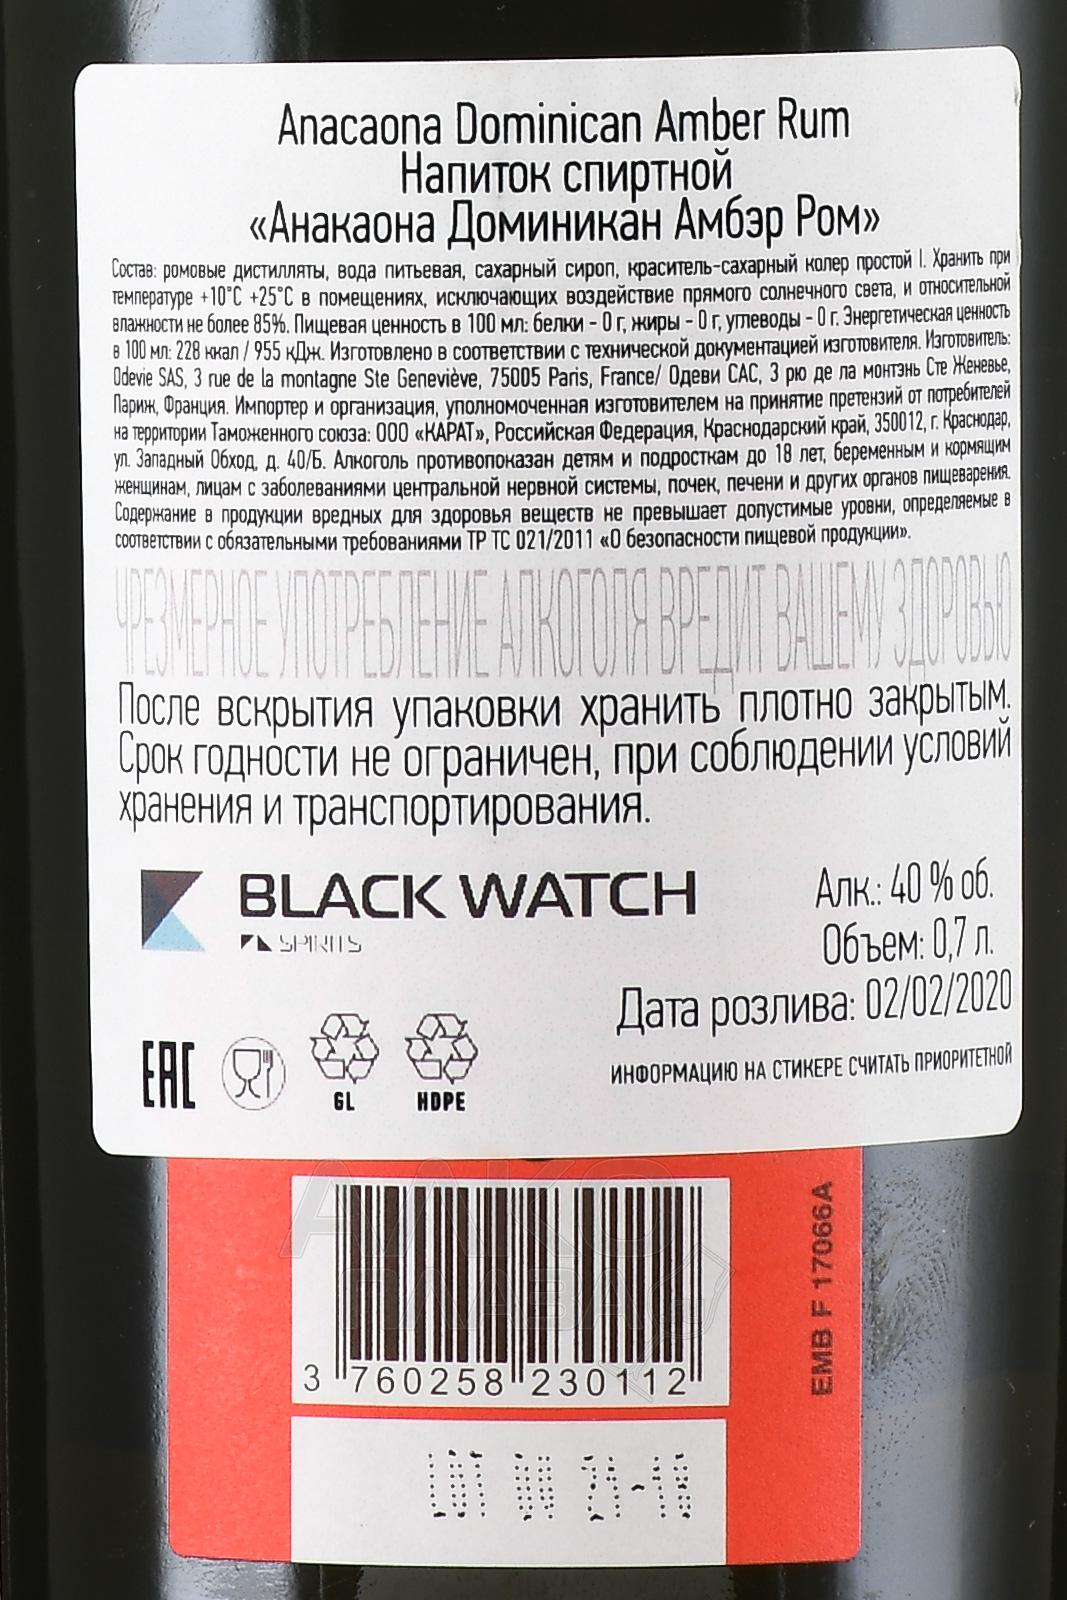 Anacaona Dominican Amber Rum
Напиток спиртной
«Анакаона Доминикан Амбэр Ром»
Состав: ромовые дистилляты, вода питьевая, сахарный сироп, краситель-сахарный колер простой I. Хранить при
температуре +10°С +25°С в помещениях, исключающих воздействие прямого солнечного света, и относительной
влажности не более 85%. Пищевая ценность в 100 мл: белки - 0 г, жиры - 0 г, углеводы - 0 г. Энергетическая ценность
в 100 мл: 228 ккал / 955 кДж. Изготовлено в соответствии с технической документацией изготовителя. Изготовитель:
Odevie SAS, 3 rue de la montagne Ste Geneviève, 75005 Paris, France/ Одеви САС, 3 рю де ла монтэнь Сте Женевье,
Париж, Франция. Импортер и организация, уполномоченная изготовителем на принятие претензий от потребителей
на территории Таможенного союза: ООО «КАРАТ», Российская Федерация, Краснодарский край, 350012, г. Краснодар,
ул. Западный Обход, д. 40/Б. Алкоголь противопоказан детям и подросткам до 18 лет, беременным и кормящим
женщинам, лицам с заболеваниями центральной нервной системы, почек, печени и других органов пищеварения.
Содержание в продукции вредных для здоровья веществ не превышает допустимые уровни, определяемые в
соответствии с обязательными требованиями ТР ТС 021/2011 «О безопасности пищевой продукции».
ЧРЕЗМЕРНОЕ УПОТРЕБЛЕНИЕ АЛКОГОЛЯ ВРЕДИТ ВАШЕМУ ЗДОРОВЬЮ
После вскрытия упаковки хранить плотно закрытым.
Срок годности не ограничен, при соблюдении условий
хранения и транспортирования.
BLACK WATCH
SPIRITS
Алк.: 40 % об.
Объем: 0,7 л.
Дата розлива: 02/02/2020
ИНФОРМАЦИЮ НА СТИКЕРЕ СЧИТАТЬ ПРИОРИТЕТНОЙ
EAC
GL
HDPE
АЛКО
ПЛАЗА
EMB F 17066A
3 760258 230112
LOT 00 21-18